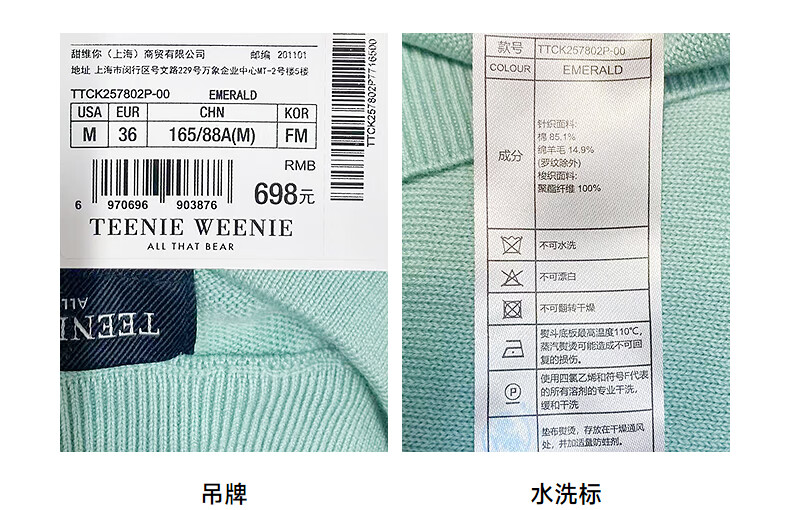 甜维你（上海）商贸有限公司 邮编 201101
地址 上海市闵行区号文路229号万象企业中心MT-2号楼5楼
TTCK257802P-00 EMERALD
USA EUR CHN KOR
M 36 165/88A(M) FM
RMB
698元
6 970696 903876
TEENIE WEENIE
ALL THAT BEAR
TTCK257802P7716500
TEENI
ALL
吊牌
款号 TTCK257802P-00
COLOUR EMERALD
成分
针织面料:
棉 85.1%
绵羊毛 14.9%
(罗纹除外)
梭织面料:
聚酯纤维 100%
不可水洗
不可漂白
不可翻转干燥
熨斗底板最高温度110℃,
蒸汽熨烫可能造成不可回
复的损伤。
P
使用四氯乙烯和符号F代表
的所有溶剂的专业干洗,
缓和干洗
垫布熨烫，存放在干燥通风
处，并加适量防蛀剂。
水洗标